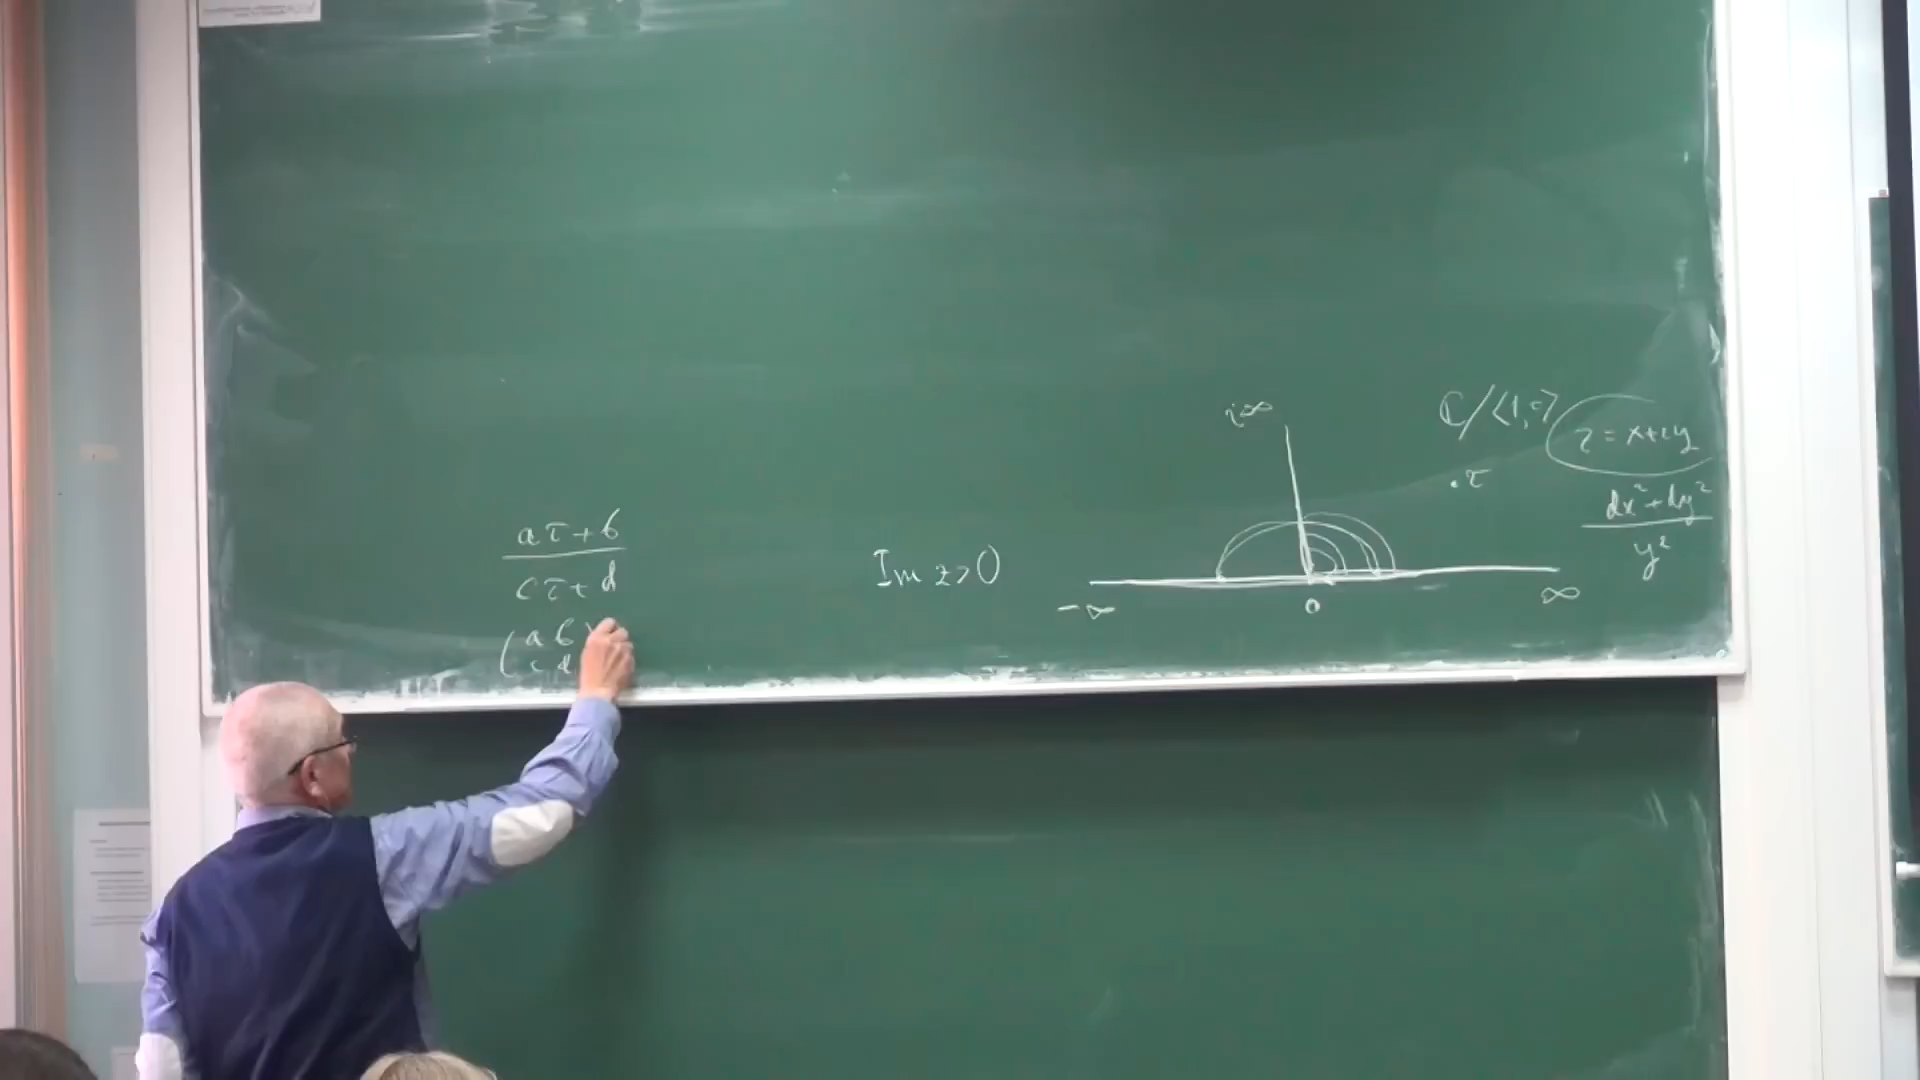 aτ+b
cτ+d
(a b)
c d
Im z>0
i∞
-∞
0
∞
ℂ/<1,τ>
.τ
z=x+iy
dx²+dy²
y²